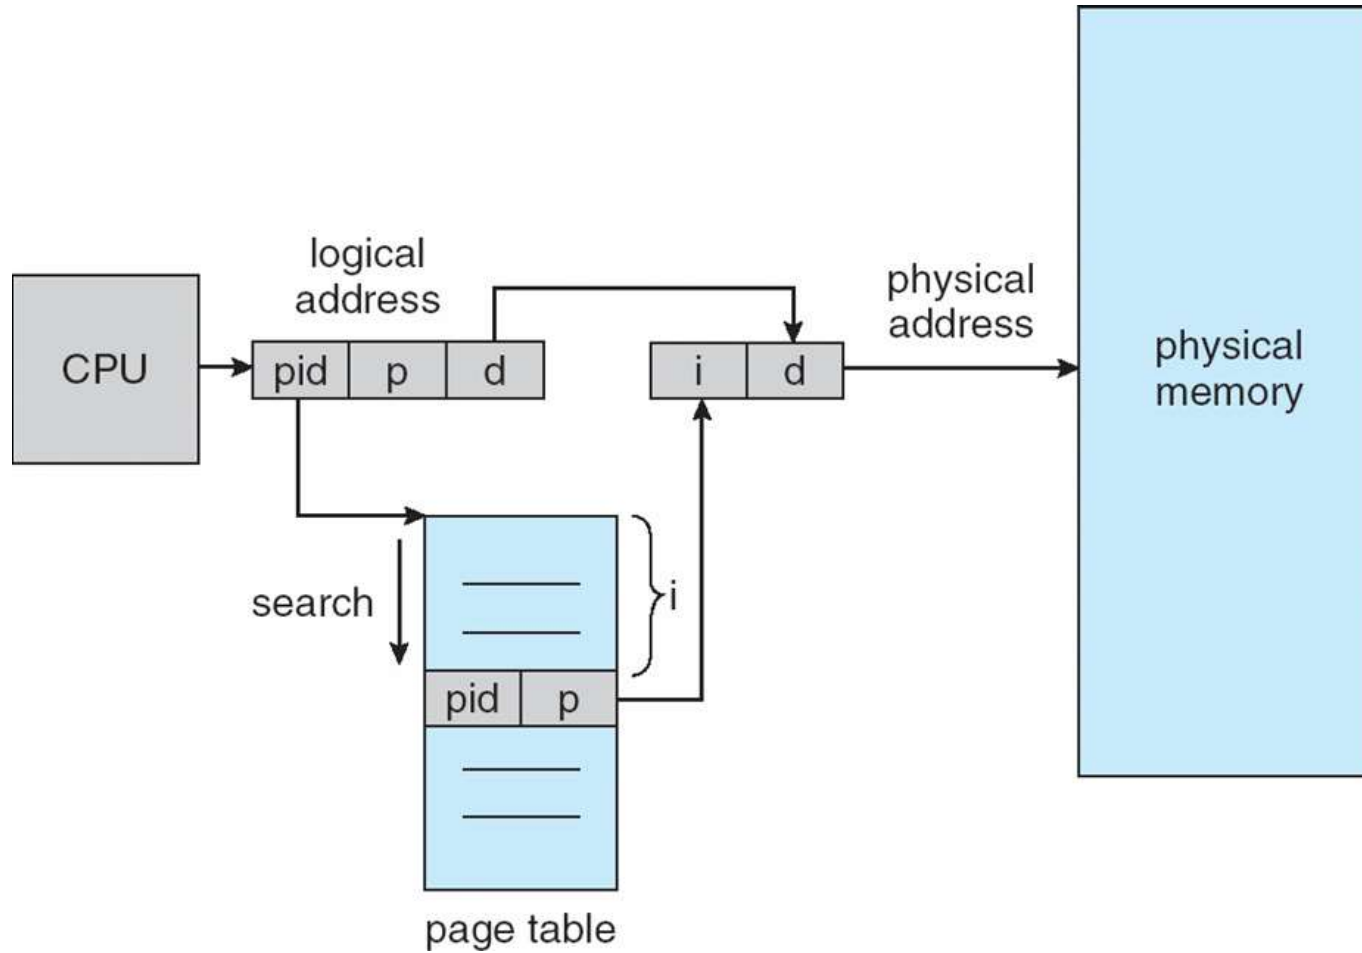 logical
address
physical
address
CPU
pid p d
i d
physical
memory
search
i
pid p
page table